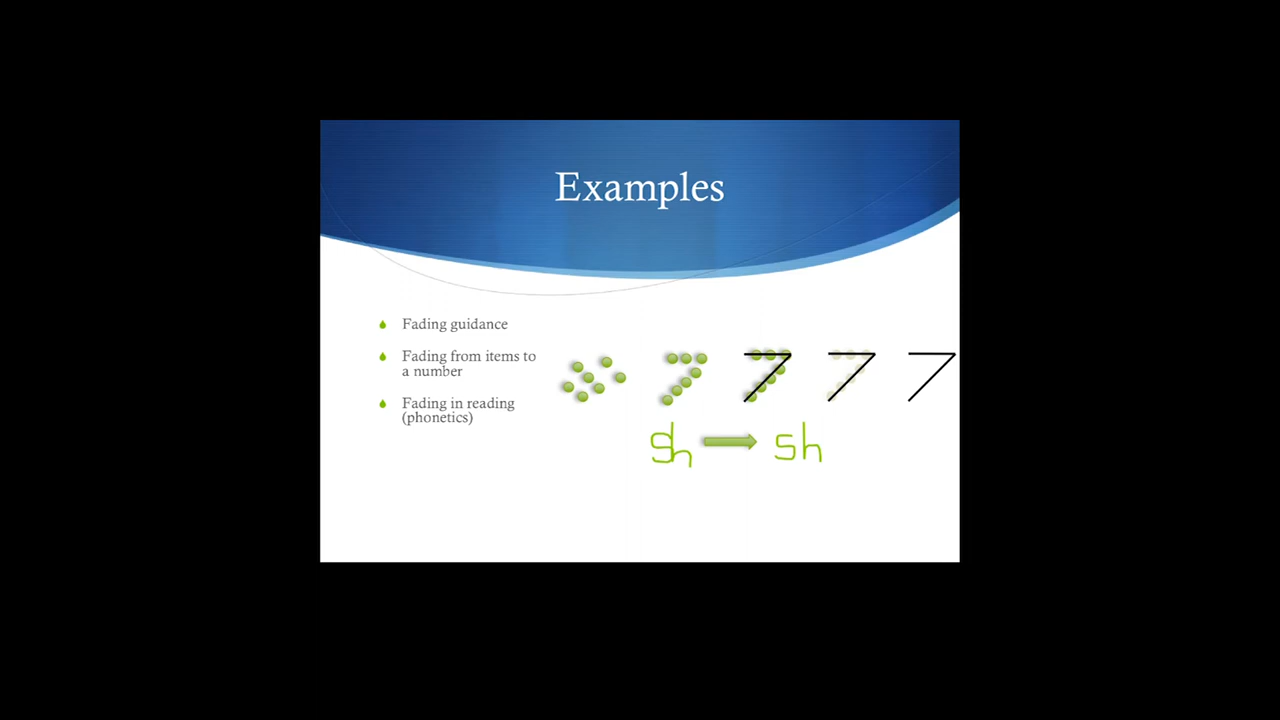 Examples
Fading guidance
Fading from items to
a number
Fading in reading
(phonetics)
7 7 7 7
sh sh